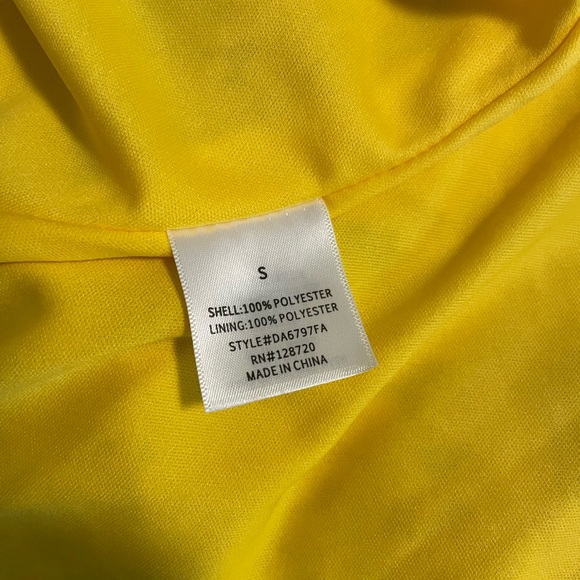 S
SHELL:100% POLYESTER
LINING:100% POLYESTER
STYLE#DA6797FA
RN#128720
MADE IN CHINA